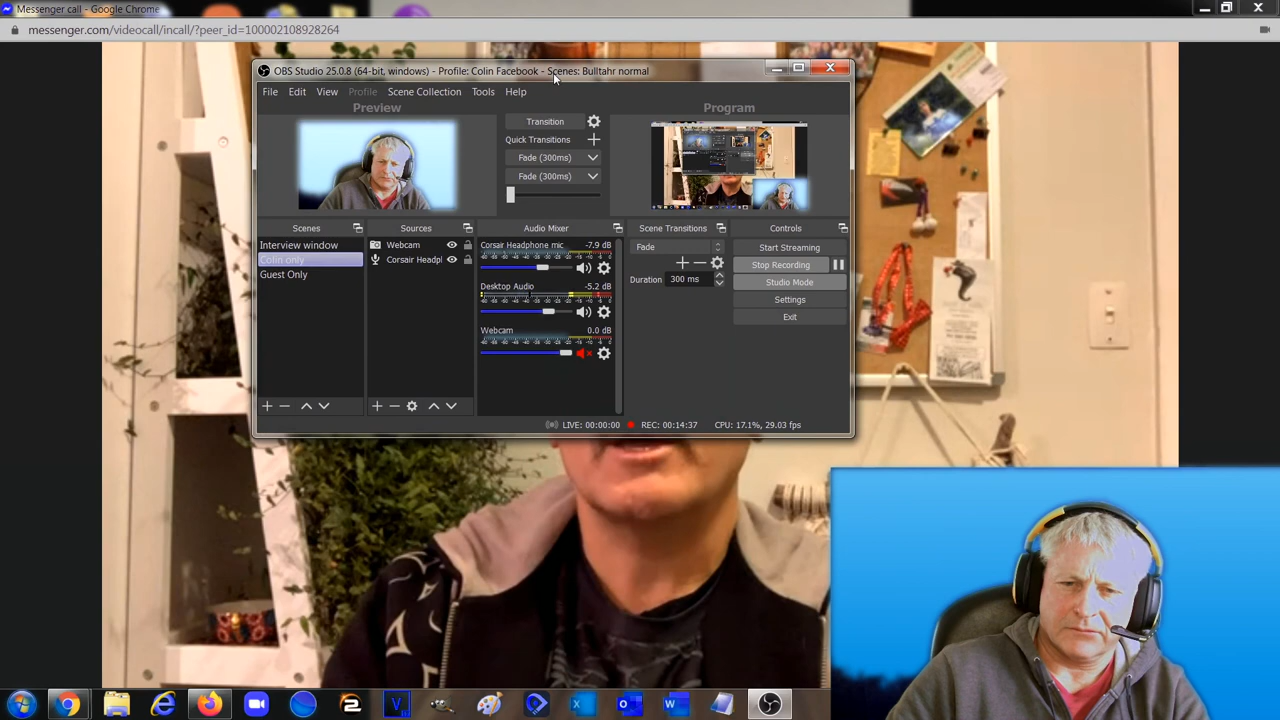 Messenger call - Google Chrome
messenger.com/videocall/incall/?peer_id=100002108928264
OBS Studio 25.0.8 (64-bit, windows) - Profile: Colin Facebook - Scenes: Bulltahr normal
File Edit View Profile Scene Collection Tools Help
Preview
Program
Transition
Quick Transitions
Fade (300ms)
Fade (300ms)
Scenes
Sources
Audio Mixer
Scene Transitions
Controls
Interview window
Colin only
Guest Only
Webcam
Corsair Headpl
Corsair Headphone mic -7.9 dB
Desktop Audio -5.2 dB
Webcam 0.0 dB
Fade
Duration 300 ms
Start Streaming
Stop Recording
Studio Mode
Settings
Exit
LIVE: 00:00:00 REC: 00:14:37 CPU: 17.1%, 29.03 fps